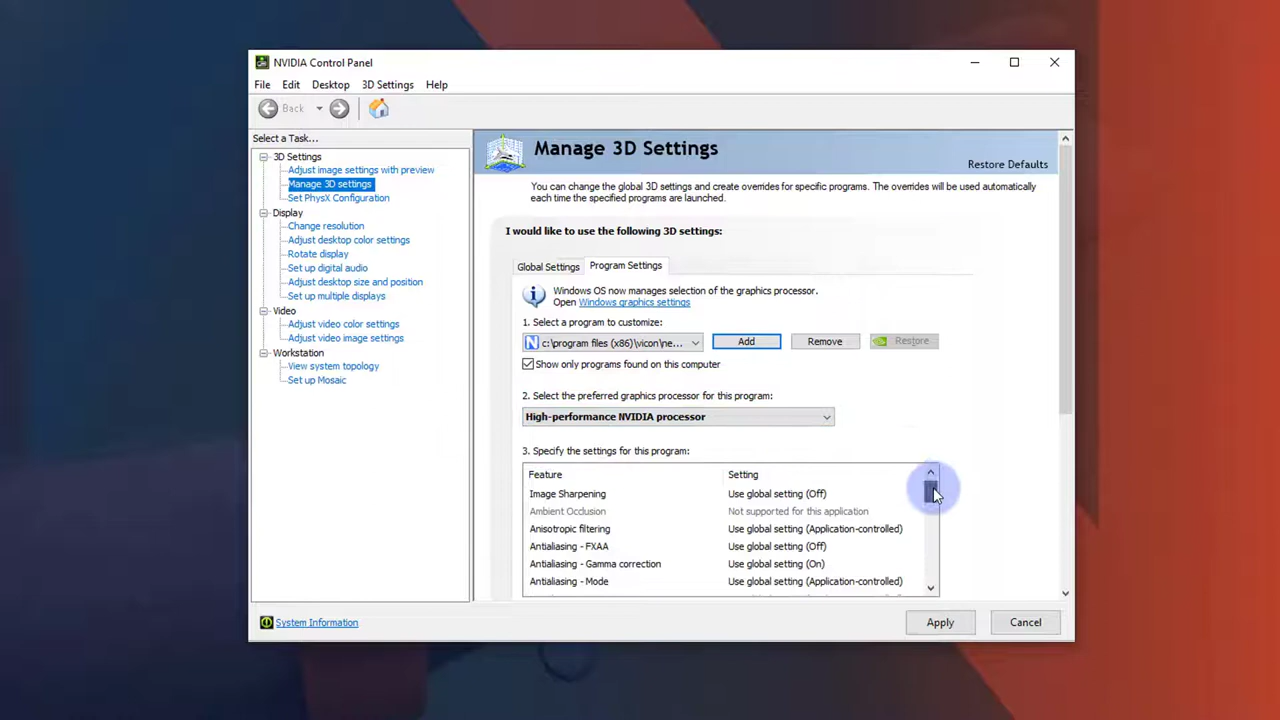 NVIDIA Control Panel
File Edit Desktop 3D Settings Help
Back
Select a Task...
3D Settings
Adjust image settings with preview
Manage 3D settings
Set PhysX Configuration
Display
Change resolution
Adjust desktop color settings
Rotate display
Set up digital audio
Adjust desktop size and position
Set up multiple displays
Video
Adjust video color settings
Adjust video image settings
Workstation
View system topology
Set up Mosaic
System Information
Manage 3D Settings
Restore Defaults
You can change the global 3D settings and create overrides for specific programs. The overrides will be used automatically
each time the specified programs are launched.
I would like to use the following 3D settings:
Global Settings Program Settings
Windows OS now manages selection of the graphics processor.
Open Windows graphics settings
1. Select a program to customize:
N c:\program files (x86)\vicon\ne... Add Remove Restore
Show only programs found on this computer
2. Select the preferred graphics processor for this program:
High-performance NVIDIA processor
3. Specify the settings for this program:
Feature Setting
Image Sharpening Use global setting (Off)
Ambient Occlusion Not supported for this application
Anisotropic filtering Use global setting (Application-controlled)
Antialiasing - FXAA Use global setting (Off)
Antialiasing - Gamma correction Use global setting (On)
Antialiasing - Mode Use global setting (Application-controlled)
Apply Cancel